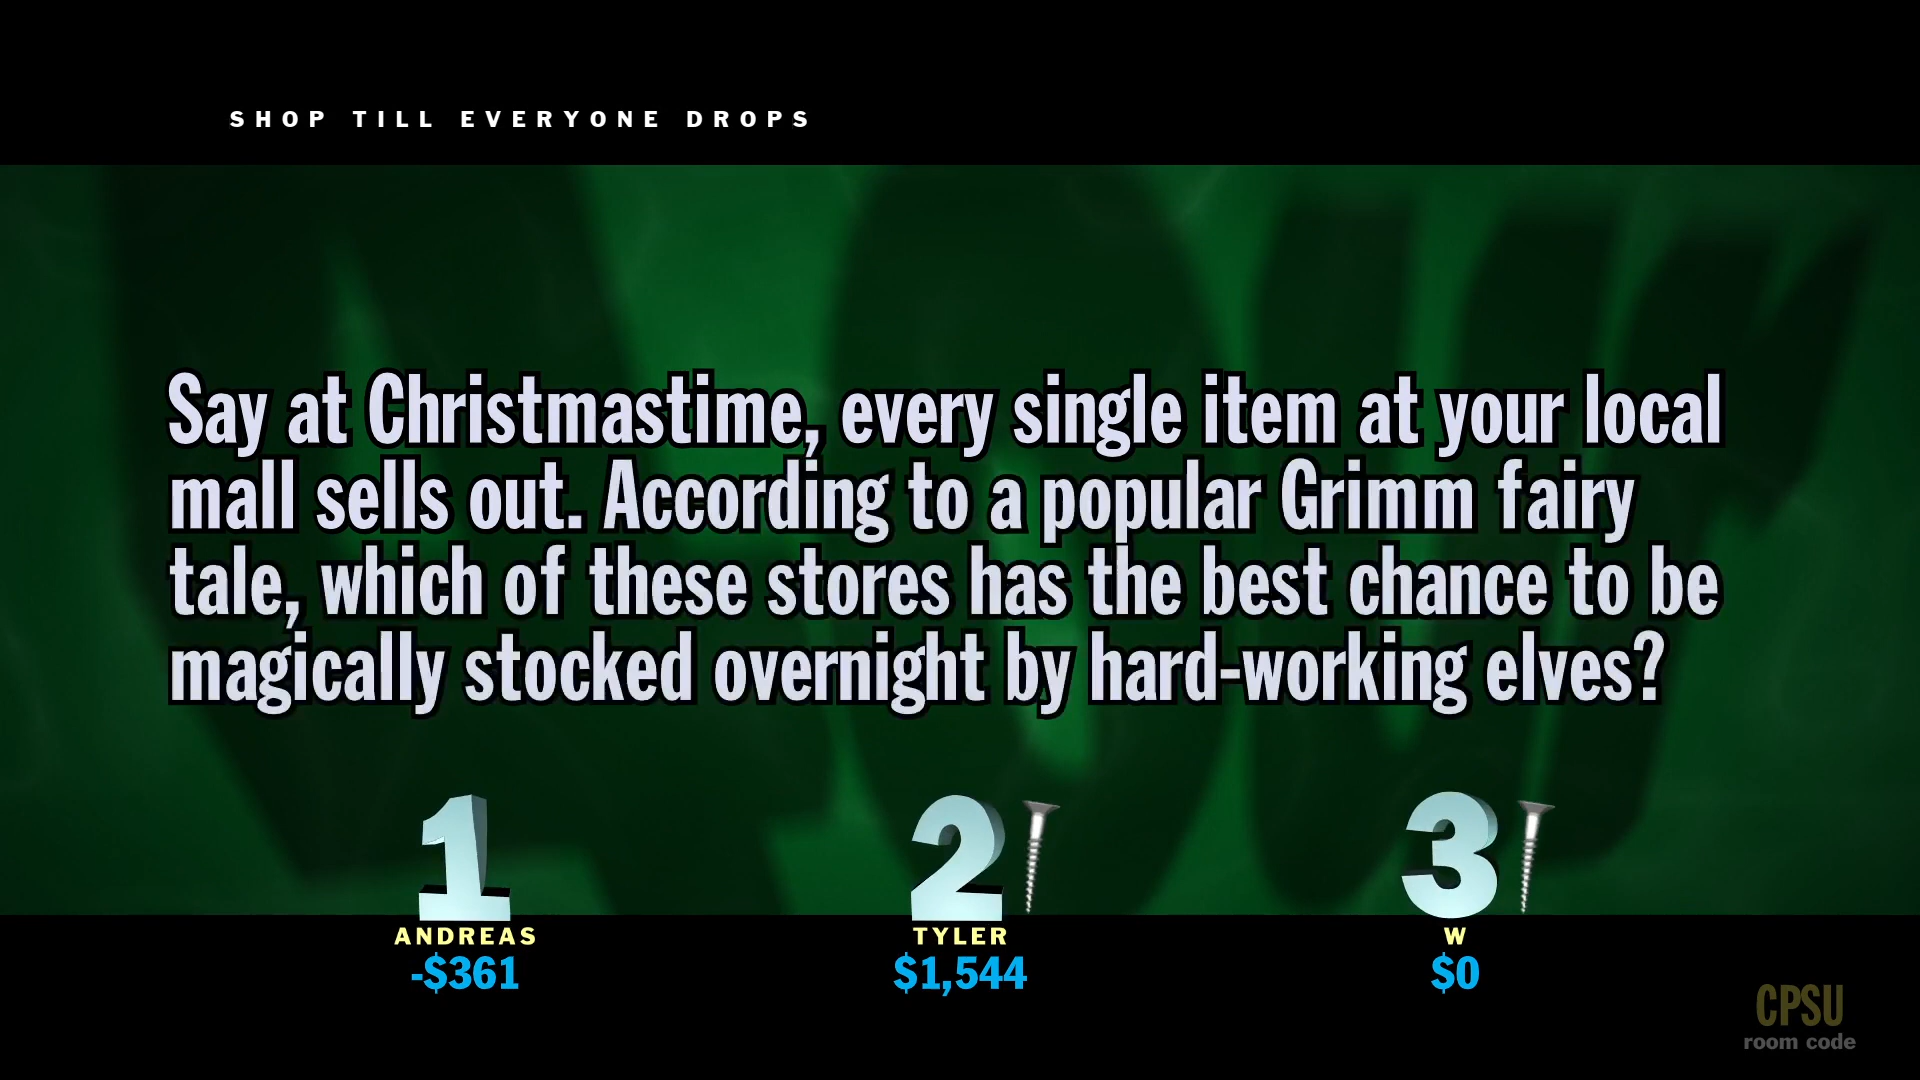 SHOP TILL EVERYONE DROPS
Say at Christmastime, every single item at your local
mall sells out. According to a popular Grimm fairy
tale, which of these stores has the best chance to be
magically stocked overnight by hard-working elves?
1 2 3
ANDREAS TYLER W
-$361 $1,544 $0
CPSU
room code